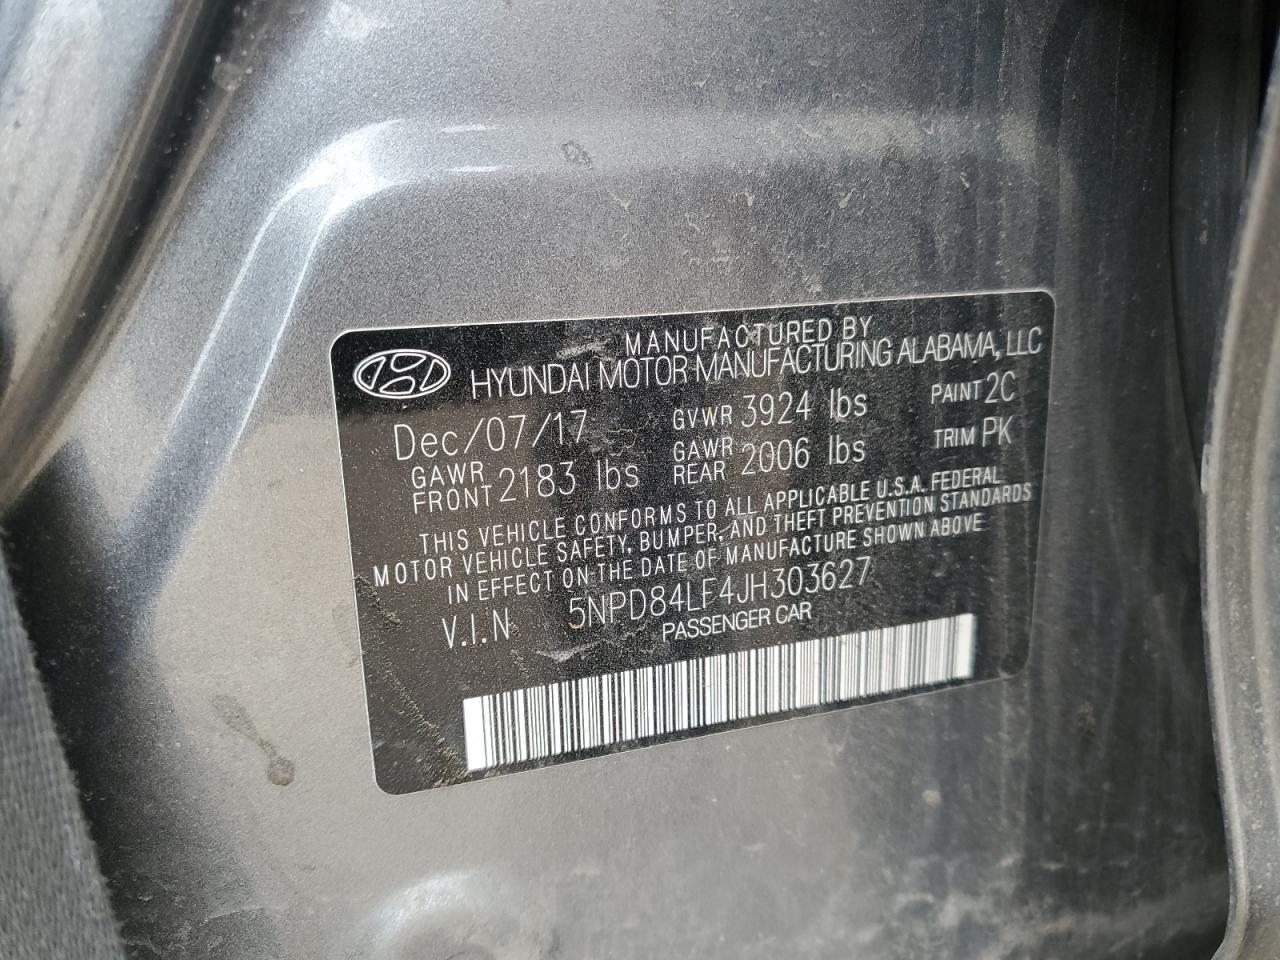 MANUFACTURED BY
HYUNDAI MOTOR MANUFACTURING ALABAMA, LLC
Dec/07/17 GVWR 3924 lbs PAINT 2C
GAWR FRONT 2183 lbs GAWR REAR 2006 lbs TRIM PK
THIS VEHICLE CONFORMS TO ALL APPLICABLE U.S.A. FEDERAL
MOTOR VEHICLE SAFETY, BUMPER, AND THEFT PREVENTION STANDARDS
IN EFFECT ON THE DATE OF MANUFACTURE SHOWN ABOVE
V.I.N 5NPD84LF4JH303627
PASSENGER CAR